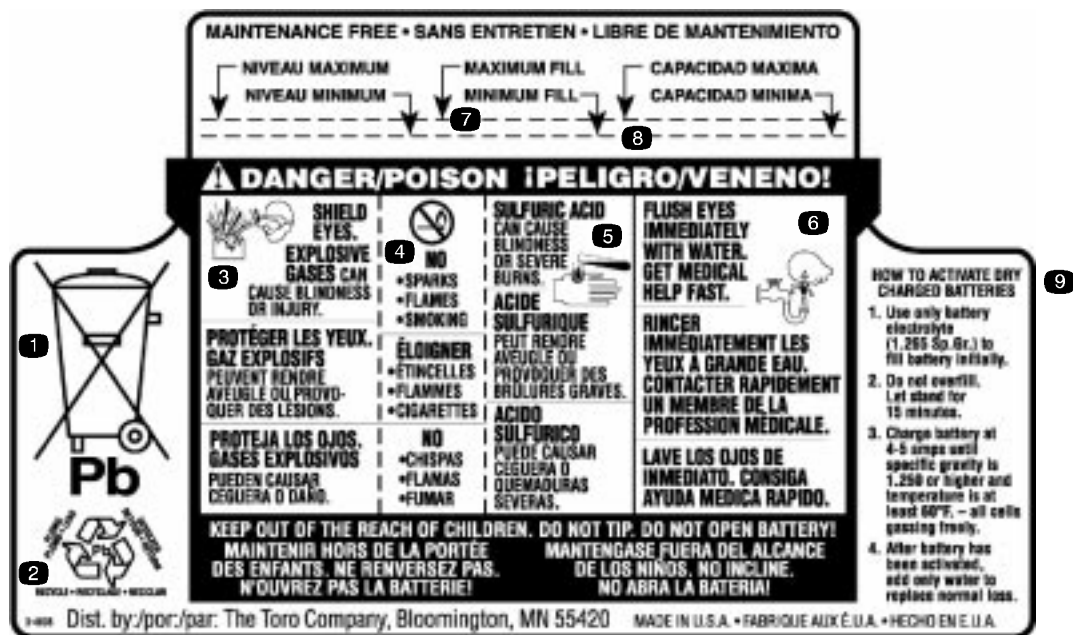 MAINTENANCE FREE • SANS ENTRETIEN • LIBRE DE MANTENIMIENTO
NIVEAU MAXIMUM
NIVEAU MINIMUM
MAXIMUM FILL
MINIMUM FILL
CAPACIDAD MAXIMA
CAPACIDAD MINIMA
7
8
DANGER/POISON ¡PELIGRO/VENENO!
3
SHIELD
EYES.
EXPLOSIVE
GASES CAN
CAUSE BLINDNESS
OR INJURY.
PROTÉGER LES YEUX.
GAZ EXPLOSIFS
PEUVENT RENDRE
AVEUGLE OU PROVO-
QUER DES LESIONS.
PROTEJA LOS OJOS.
GASES EXPLOSIVOS
PUEDEN CAUSAR
CEGUERA O DAÑO.
4
NO
•SPARKS
•FLAMES
•SMOKING
ÉLOIGNER
•ÉTINCELLES
•FLAMMES
•CIGARETTES
NO
•CHISPAS
•FLAMAS
•FUMAR
SULFURIC ACID
CAN CAUSE
BLINDNESS
OR SEVERE
BURNS.
5
ACIDE
SULFURIQUE
PEUT RENDRE
AVEUGLE OU
PROVOQUER DES
BRÛLURES GRAVES.
ACIDO
SULFURICO
PUEDE CAUSAR
CEGUERA O
QUEMADURAS
SEVERAS.
FLUSH EYES
IMMEDIATELY
WITH WATER.
GET MEDICAL
HELP FAST.
6
RINCER
IMMÉDIATEMENT LES
YEUX À GRANDE EAU.
CONTACTER RAPIDEMENT
UN MEMBRE DE LA
PROFESSION MÉDICALE.
LAVE LOS OJOS DE
INMEDIATO. CONSIGA
AYUDA MEDICA RAPIDO.
KEEP OUT OF THE REACH OF CHILDREN. DO NOT TIP. DO NOT OPEN BATTERY!
MAINTENIR HORS DE LA PORTÉE
DES ENFANTS. NE RENVERSEZ PAS.
N'OUVREZ PAS LA BATTERIE!
MANTENGASE FUERA DEL ALCANCE
DE LOS NIÑOS. NO INCLINE.
NO ABRA LA BATERIA!
1
Pb
2
Pb
RECYCLE • RECYCLAGE • RECICLAR
9
HOW TO ACTIVATE DRY
CHARGED BATTERIES
1. Use only battery
electrolyte
(1.265 Sp.Gr.) to
fill battery initially.
2. Do not overfill.
Let stand for
15 minutes.
3. Charge battery at
4-5 amps until
specific gravity is
1.250 or higher and
temperature is at
least 60°F. – all cells
gassing freely.
4. After battery has
been activated,
add only water to
replace normal loss.
Dist. by:/por:/par: The Toro Company, Bloomington, MN 55420
MADE IN U.S.A. • FABRIQUE AUX É.U.A. • HECHO EN E.U.A.